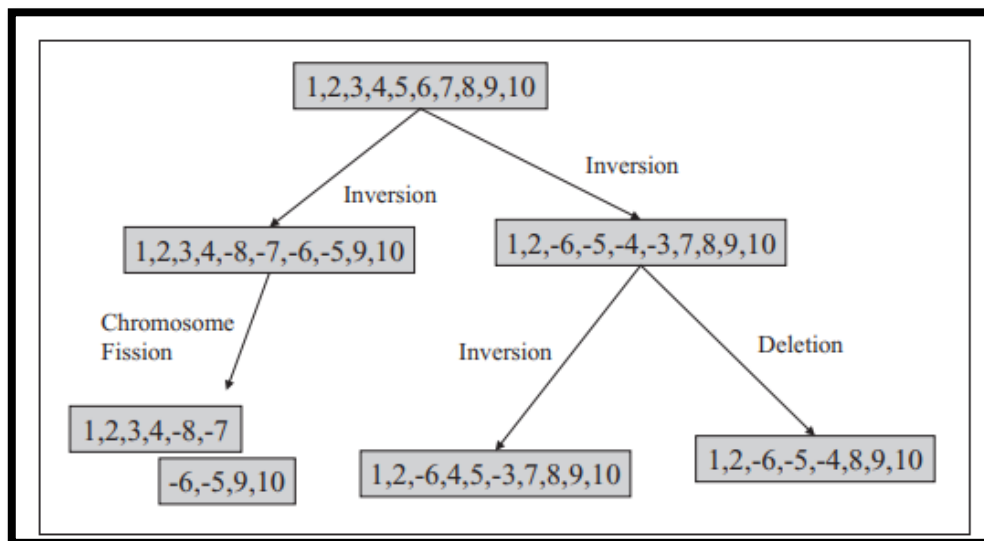 1,2,3,4,5,6,7,8,9,10
Inversion
Inversion
1,2,3,4,-8,-7,-6,-5,9,10
1,2,-6,-5,-4,-3,7,8,9,10
Chromosome
Fission
Inversion
Deletion
1,2,3,4,-8,-7
-6,-5,9,10
1,2,-6,4,5,-3,7,8,9,10
1,2,-6,-5,-4,8,9,10